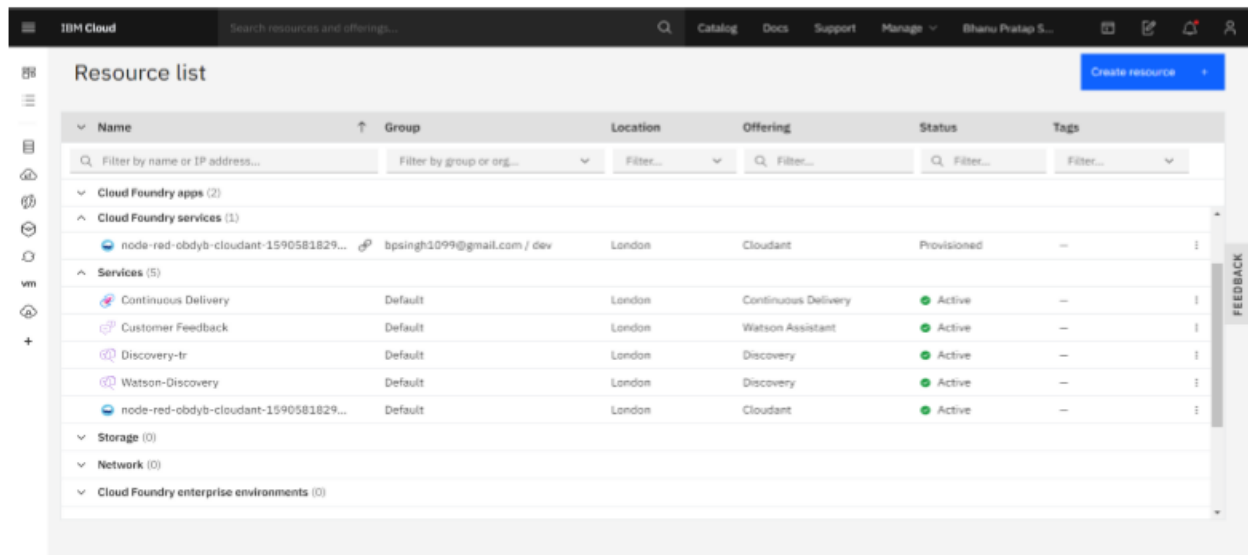 IBM Cloud Search resources and offerings... Catalog Docs Support Manage Bhanu Pratap S...
Resource list Create resource +
Name Group Location Offering Status Tags
Filter by name or IP address... Filter by group or org... Filter... Filter... Filter... Filter...
Cloud Foundry apps (2)
Cloud Foundry services (1)
node-red-obdyb-cloudant-1590581829... bpsingh1099@gmail.com / dev London Cloudant Provisioned —
Services (5)
Continuous Delivery Default London Continuous Delivery Active —
Customer Feedback Default London Watson Assistant Active —
Discovery-tr Default London Discovery Active —
Watson-Discovery Default London Discovery Active —
node-red-obdyb-cloudant-1590581829... Default London Cloudant Active —
Storage (0)
Network (0)
Cloud Foundry enterprise environments (0)
vm
FEEDBACK